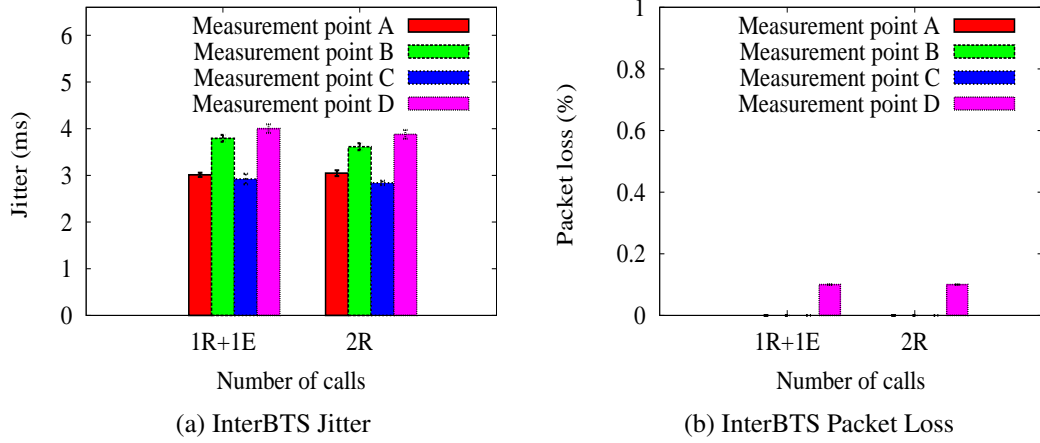 6
5
4
3
2
1
0
Jitter (ms)
Measurement point A
Measurement point B
Measurement point C
Measurement point D
1R+1E
2R
Number of calls
(a) InterBTS Jitter
1
0.8
0.6
0.4
0.2
0
Packet loss (%)
Measurement point A
Measurement point B
Measurement point C
Measurement point D
1R+1E
2R
Number of calls
(b) InterBTS Packet Loss